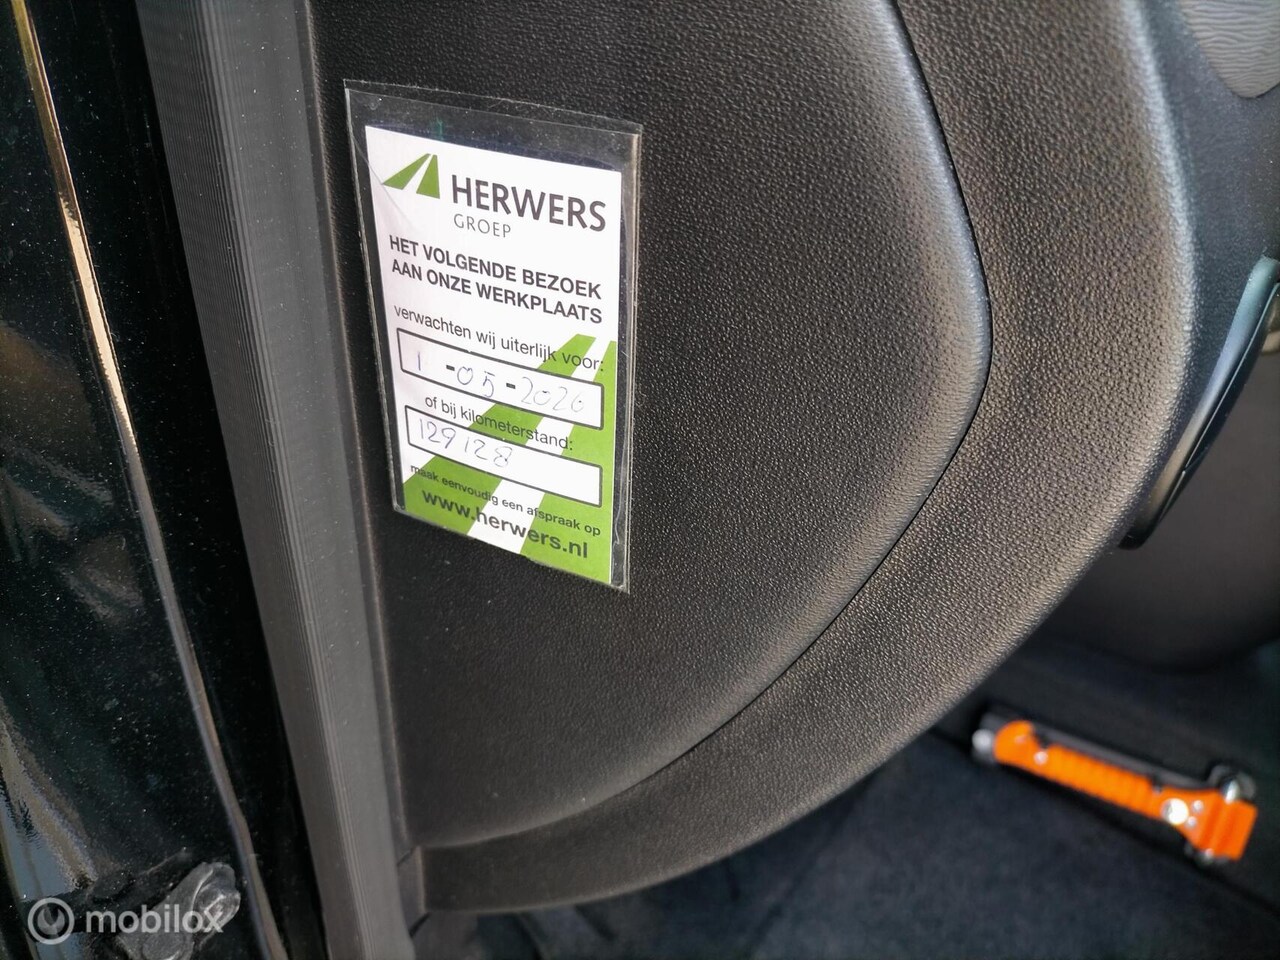 HERWERS
GROEP
HET VOLGENDE BEZOEK
AAN ONZE WERKPLAATS
verwachten wij uiterlijk voor:
1 -05-2026
of bij kilometerstand:
129128
maak eenvoudig een afspraak op
www.herwers.nl
mobilox